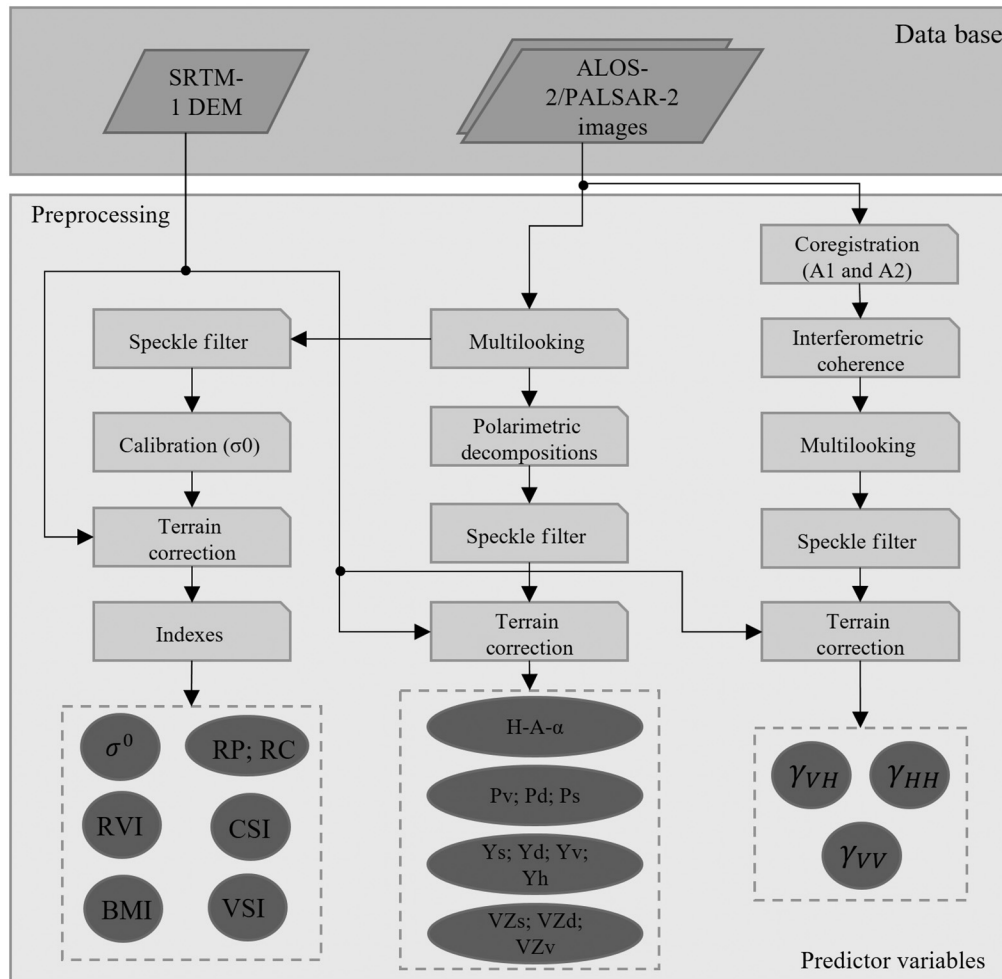 Data base
SRTM-
1 DEM
ALOS-
2/PALSAR-2
images
Preprocessing
Coregistration
(A1 and A2)
Speckle filter
Multilooking
Interferometric
coherence
Calibration (σ0)
Polarimetric
decompositions
Multilooking
Terrain
correction
Speckle filter
Speckle filter
Indexes
Terrain
correction
Terrain
correction
σ⁰
RP; RC
RVI
CSI
BMI
VSI
H-A-α
Pv; Pd; Ps
Ys; Yd; Yv;
Yh
VZs; VZd;
VZv
γVH
γHH
γVV
Predictor variables